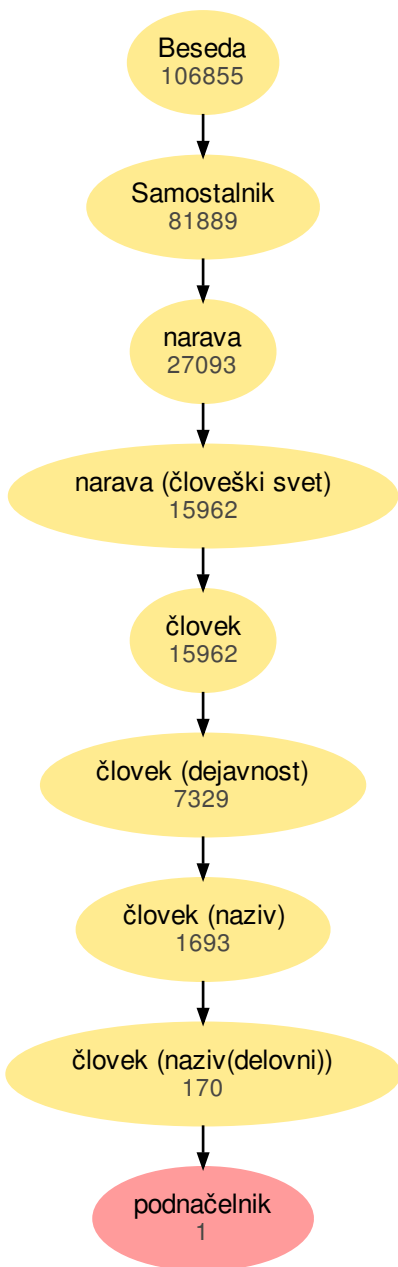 Beseda
106855
Samostalnik
81889
narava
27093
narava (človeški svet)
15962
človek
15962
človek (dejavnost)
7329
človek (naziv)
1693
človek (naziv(delovni))
170
podnačelnik
1